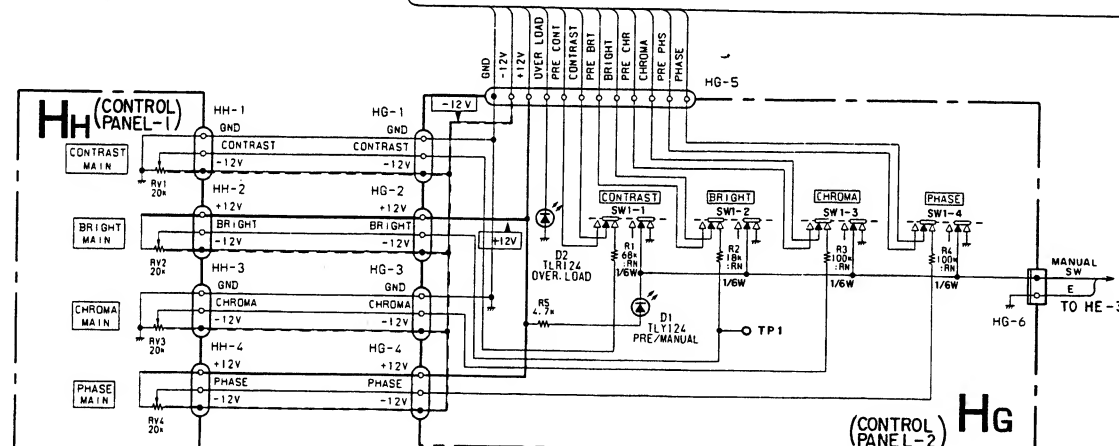 GND
-12V
+12V
OVER LOAD
PRE CONT
CONTRAST
PRE BRT
BRIGHT
PRE CHR
CHROMA
PRE PHS
PHASE
HG-5
HH
(CONTROL PANEL-1)
HH-1
GND
CONTRAST
-12V
CONTRAST MAIN
RV1
20K
HH-2
+12V
BRIGHT
-12V
BRIGHT MAIN
RV2
20K
HH-3
GND
CHROMA
-12V
CHROMA MAIN
RV3
20K
HH-4
+12V
PHASE
-12V
PHASE MAIN
RV4
20K
HG-1
GND
CONTRAST
-12V
HG-2
+12V
BRIGHT
-12V
HG-3
GND
CHROMA
-12V
HG-4
+12V
PHASE
-12V
-12V
+12V
D2
TLR124
OVER. LOAD
R5
4.7K
D1
TLY124
PRE/MANUAL
CONTRAST
SW1-1
R1
68K
:RN
1/6W
BRIGHT
SW1-2
R2
18K
:RN
1/6W
CHROMA
SW1-3
R3
100K
:RN
1/6W
PHASE
SW1-4
R4
100K
:RN
1/6W
TP1
MANUAL
SW
E
TO HE-3
HG-6
(CONTROL PANEL-2)
HG